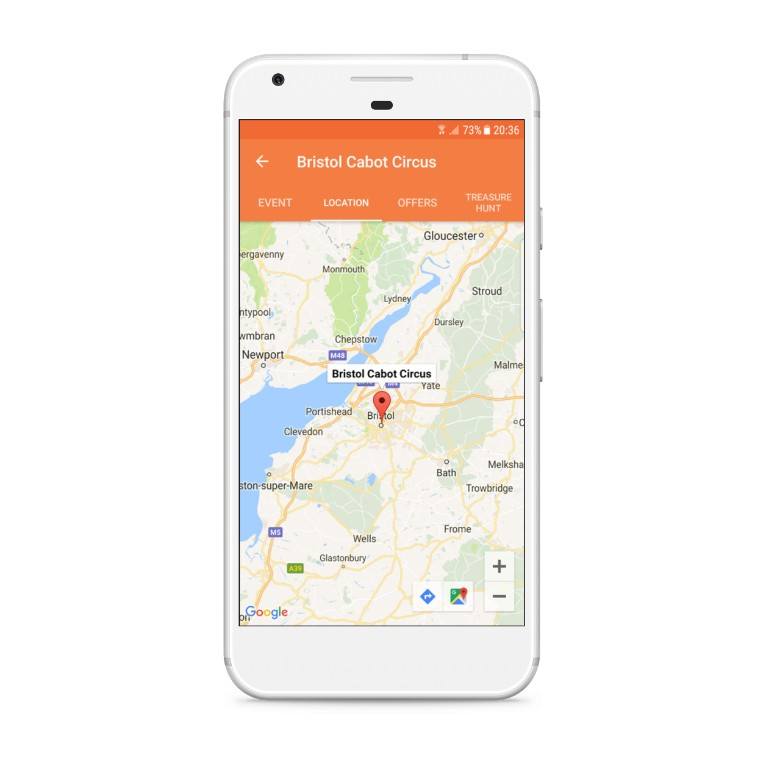 73% 20:36
Bristol Cabot Circus
EVENT LOCATION OFFERS TREASURE
HUNT
Gloucester
ergavenny
Monmouth
Stroud
Lydney
ntypool
Dursley
wmbran
Chepstow
Newport
M48
Malme
Bristol Cabot Circus
Yate
Portishead
Bristol
Clevedon
Bath
Melksha
ston-super-Mare
Trowbridge
Frome
M5
Wells
Glastonbury
A39
Google